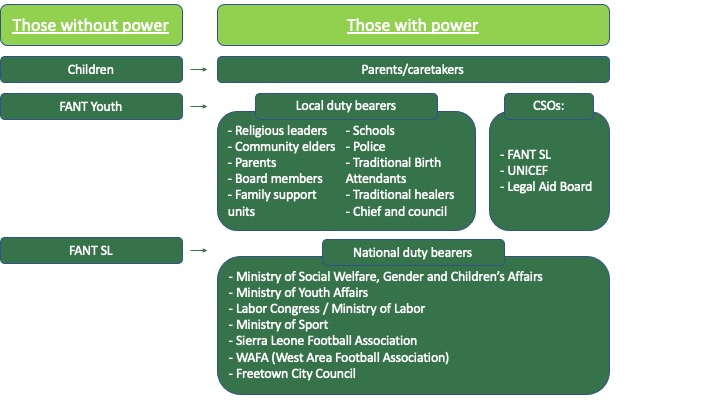 Those without power
Those with power
Children
Parents/caretakers
FANT Youth
Local duty bearers
- Religious leaders
- Community elders
- Parents
- Board members
- Family support
units
- Schools
- Police
- Traditional Birth
Attendants
- Traditional healers
- Chief and council
CSOs:
- FANT SL
- UNICEF
- Legal Aid Board
FANT SL
National duty bearers
- Ministry of Social Welfare, Gender and Children’s Affairs
- Ministry of Youth Affairs
- Labor Congress / Ministry of Labor
- Ministry of Sport
- Sierra Leone Football Association
- WAFA (West Area Football Association)
- Freetown City Council